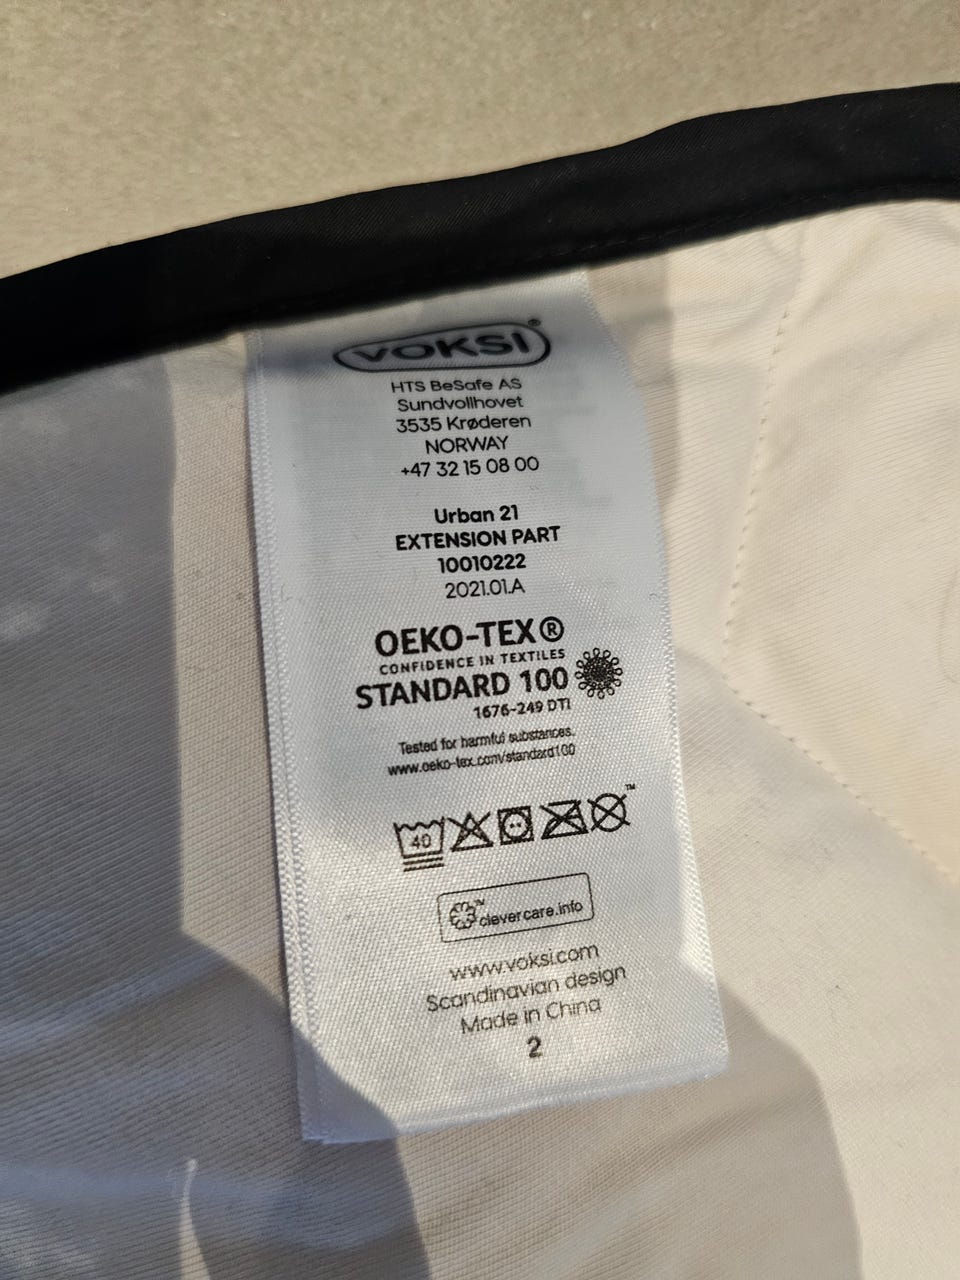 VOKSI®
HTS BeSafe AS
Sundvollhovet
3535 Krøderen
NORWAY
+47 32 15 08 00
Urban 21
EXTENSION PART
10010222
2021.01.A
OEKO-TEX®
CONFIDENCE IN TEXTILES
STANDARD 100
1676-249 DTI
Tested for harmful substances.
www.oeko-tex.com/standard100
40 ™
™ clevercare.info
www.voksi.com
Scandinavian design
Made in China
2